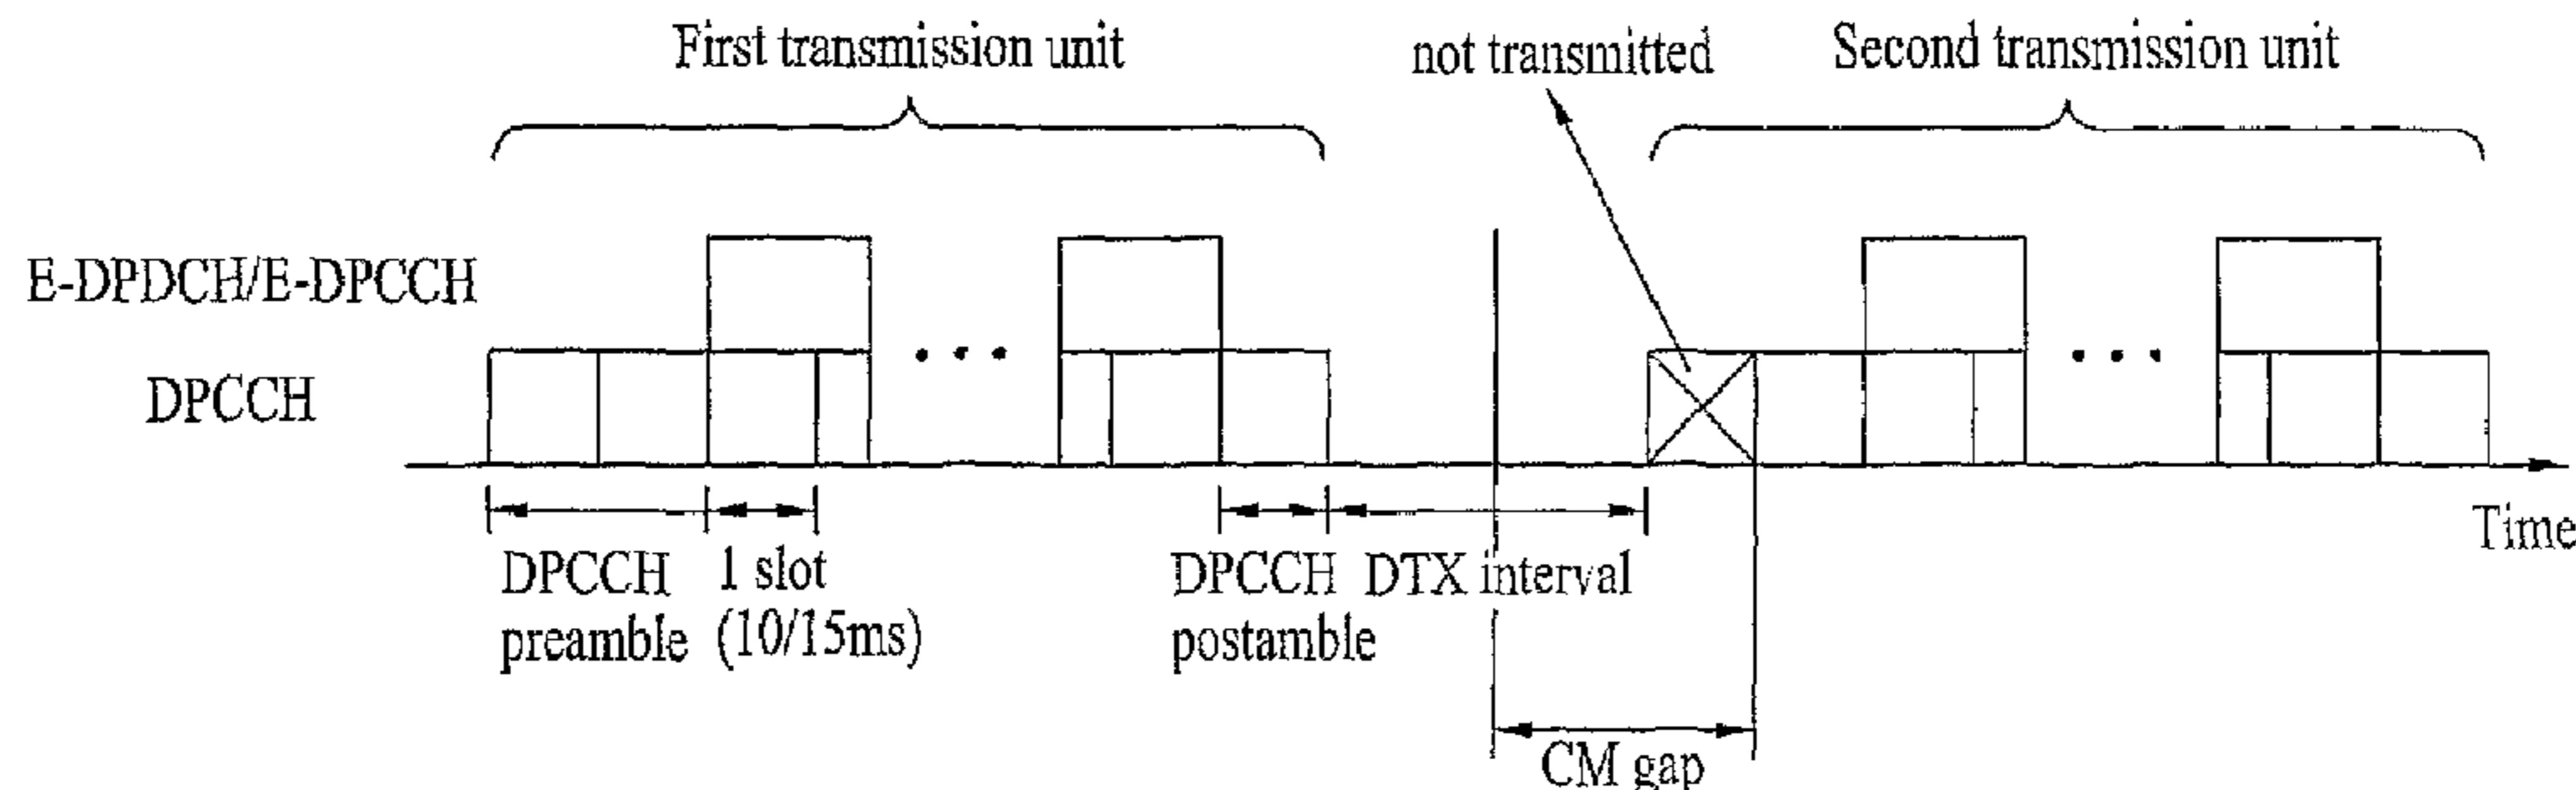 First transmission unit
not transmitted
Second transmission unit
E-DPDCH/E-DPCCH
DPCCH
Time
DPCCH
preamble
1 slot
(10/15ms)
DPCCH
postamble
DTX interval
CM gap